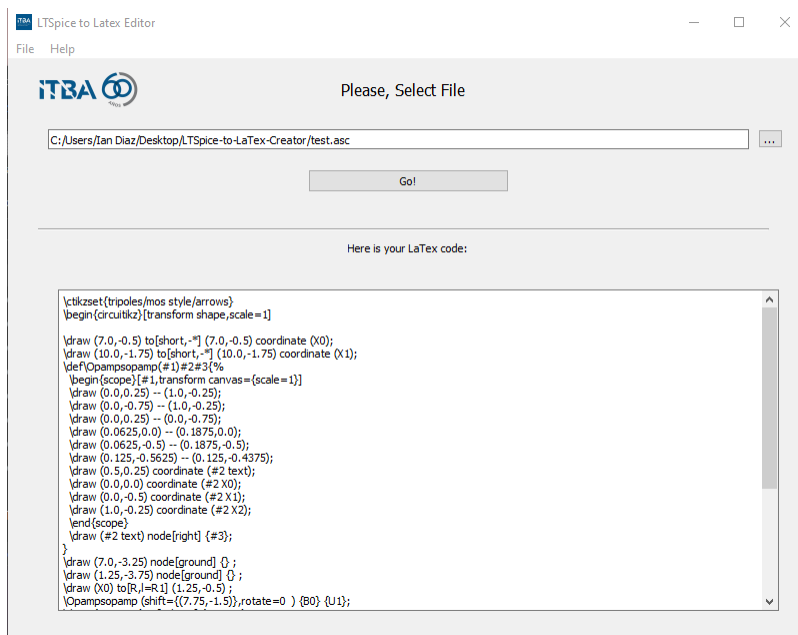 iTBA
LTSpice to Latex Editor
File Help
iTBA 60
AÑOS
Please, Select File
C:/Users/Ian Diaz/Desktop/LTSpice-to-LaTex-Creator/test.asc
...
Go!
Here is your LaTex code:
\ctikzset{tripoles/mos style/arrows}
\begin{circuitikz}[transform shape,scale=1]
\draw (7.0,-0.5) to[short,-*] (7.0,-0.5) coordinate (X0);
\draw (10.0,-1.75) to[short,-*] (10.0,-1.75) coordinate (X1);
\def\Opampsopamp(#1)#2#3{%
\begin{scope}[#1,transform canvas={scale=1}]
\draw (0.0,0.25) -- (1.0,-0.25);
\draw (0.0,-0.75) -- (1.0,-0.25);
\draw (0.0,0.25) -- (0.0,-0.75);
\draw (0.0625,0.0) -- (0.1875,0.0);
\draw (0.0625,-0.5) -- (0.1875,-0.5);
\draw (0.125,-0.5625) -- (0.125,-0.4375);
\draw (0.5,0.25) coordinate (#2 text);
\draw (0.0,0.0) coordinate (#2 X0);
\draw (0.0,-0.5) coordinate (#2 X1);
\draw (1.0,-0.25) coordinate (#2 X2);
\end{scope}
\draw (#2 text) node[right] {#3};
}
\draw (7.0,-3.25) node[ground] {} ;
\draw (1.25,-3.75) node[ground] {} ;
\draw (X0) to[R,l=R1] (1.25,-0.5) ;
\Opampsopamp (shift={(7.75,-1.5)},rotate=0 ) {B0} {U1};